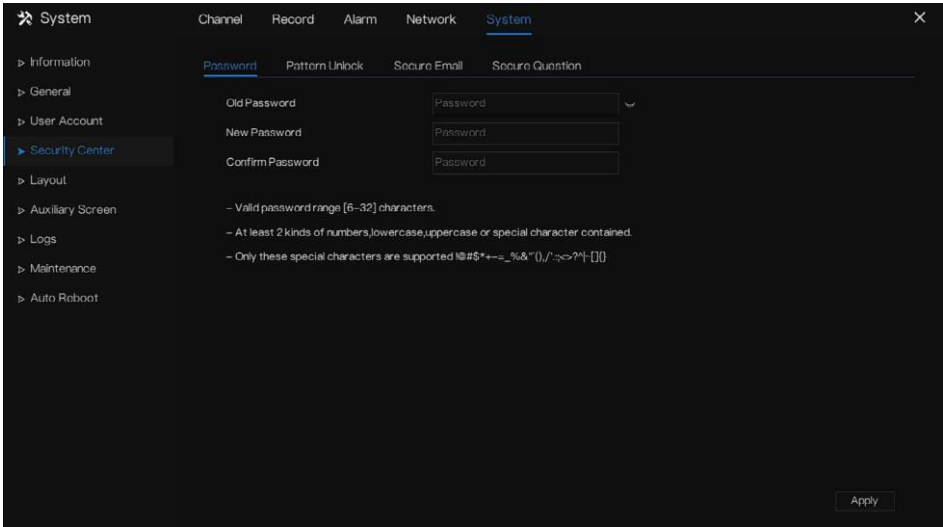 System
Channel Record Alarm Network System
Information
General
User Account
Security Center
Layout
Auxiliary Screen
Logs
Maintenance
Auto Reboot
Password Pattern Unlock Secure Email Secure Question
Old Password Password
New Password Password
Confirm Password Password
– Valid password range [6–32] characters.
– At least 2 kinds of numbers,lowercase,uppercase or special character contained.
– Only these special characters are supported !@#$*+-=_%&"'(),/'.:;<>?^|~[]{}
Apply